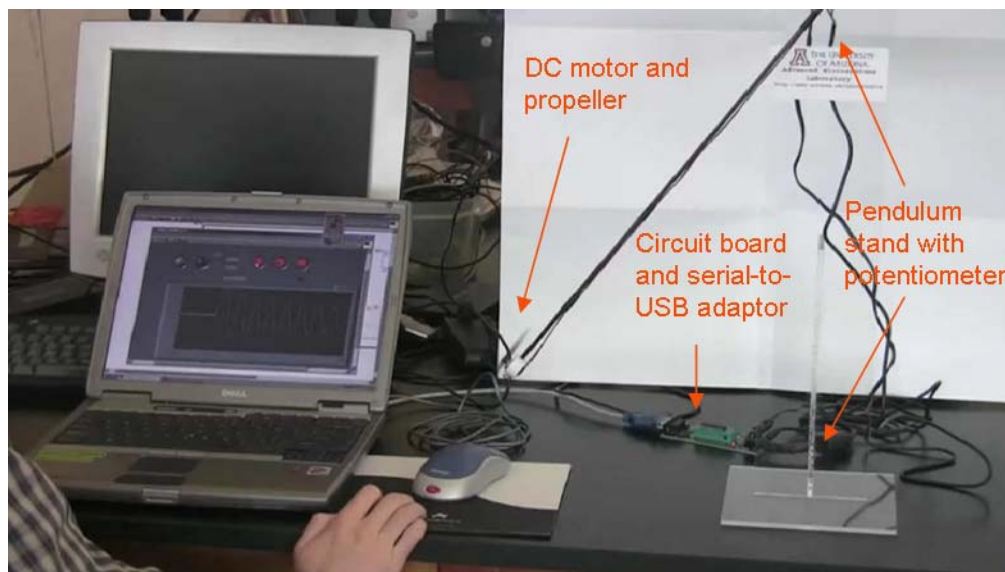 DC motor and
propeller
THE UNIVERSITY
OF ARIZONA
Laboratory
Pendulum
stand with
potentiometer
Circuit board
and serial-to-
USB adaptor
DELL